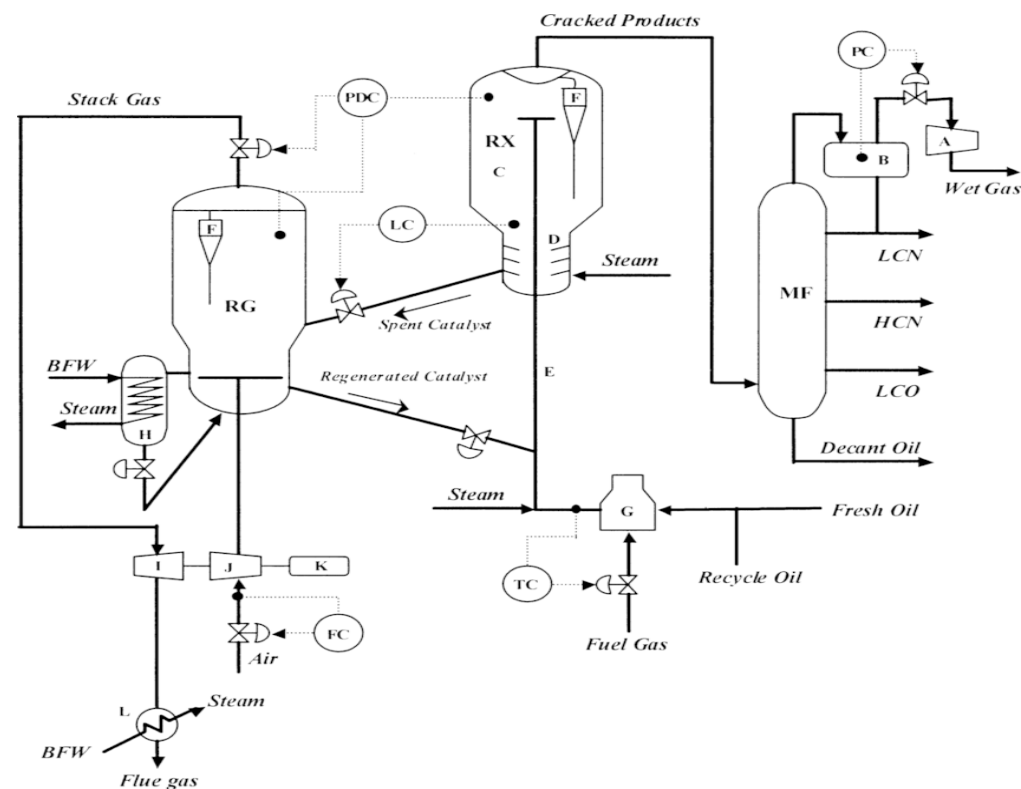 Cracked Products
PC
Stack Gas
PDC
F
RX
C
A
B
Wet Gas
F
LC
D
Steam
LCN
RG
Spent Catalyst
MF
HCN
BFW
Regenerated Catalyst
E
LCO
Steam
H
Decant Oil
Steam
G
Fresh Oil
I
J
K
TC
Recycle Oil
FC
Air
Fuel Gas
L
Steam
BFW
Flue gas